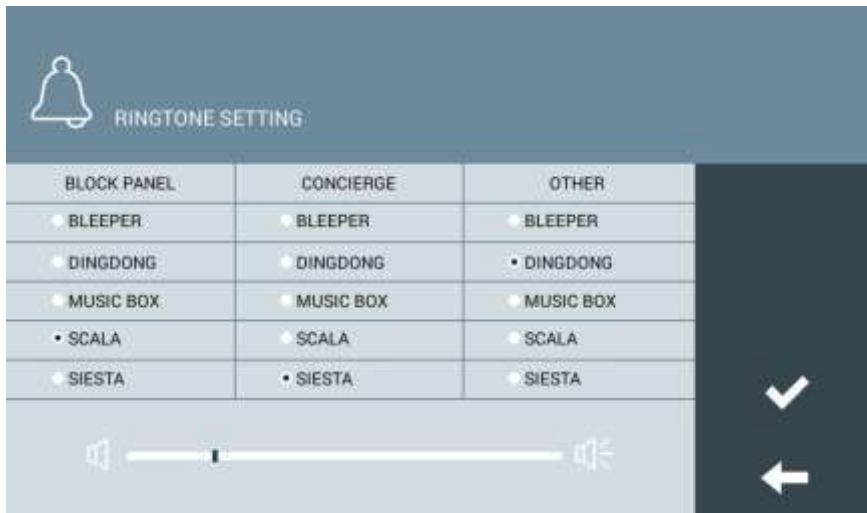 RINGTONE SETTING
BLOCK PANEL CONCIERGE OTHER
BLEEPER BLEEPER BLEEPER
DINGDONG DINGDONG DINGDONG
MUSIC BOX MUSIC BOX MUSIC BOX
SCALA SCALA SCALA
SIESTA SIESTA SIESTA